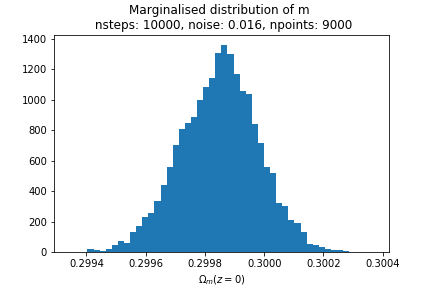 Marginalised distribution of m
nsteps: 10000, noise: 0.016, npoints: 9000
1400
1200
1000
800
600
400
200
0
0.2994 0.2996 0.2998 0.3000 0.3002 0.3004
Ωm(z = 0)